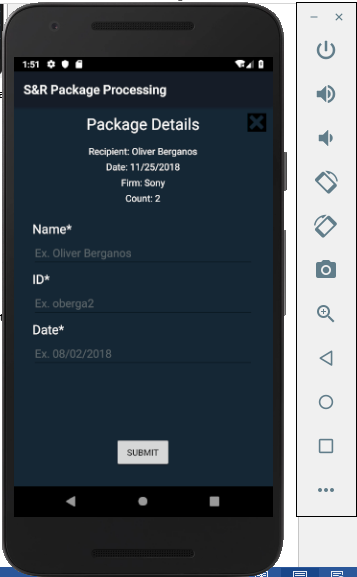 1:51
S&R Package Processing
Package Details
Recipient: Oliver Berganos
Date: 11/25/2018
Firm: Sony
Count: 2
Name*
Ex. Oliver Berganos
ID*
Ex. oberga2
Date*
Ex. 08/02/2018
SUBMIT